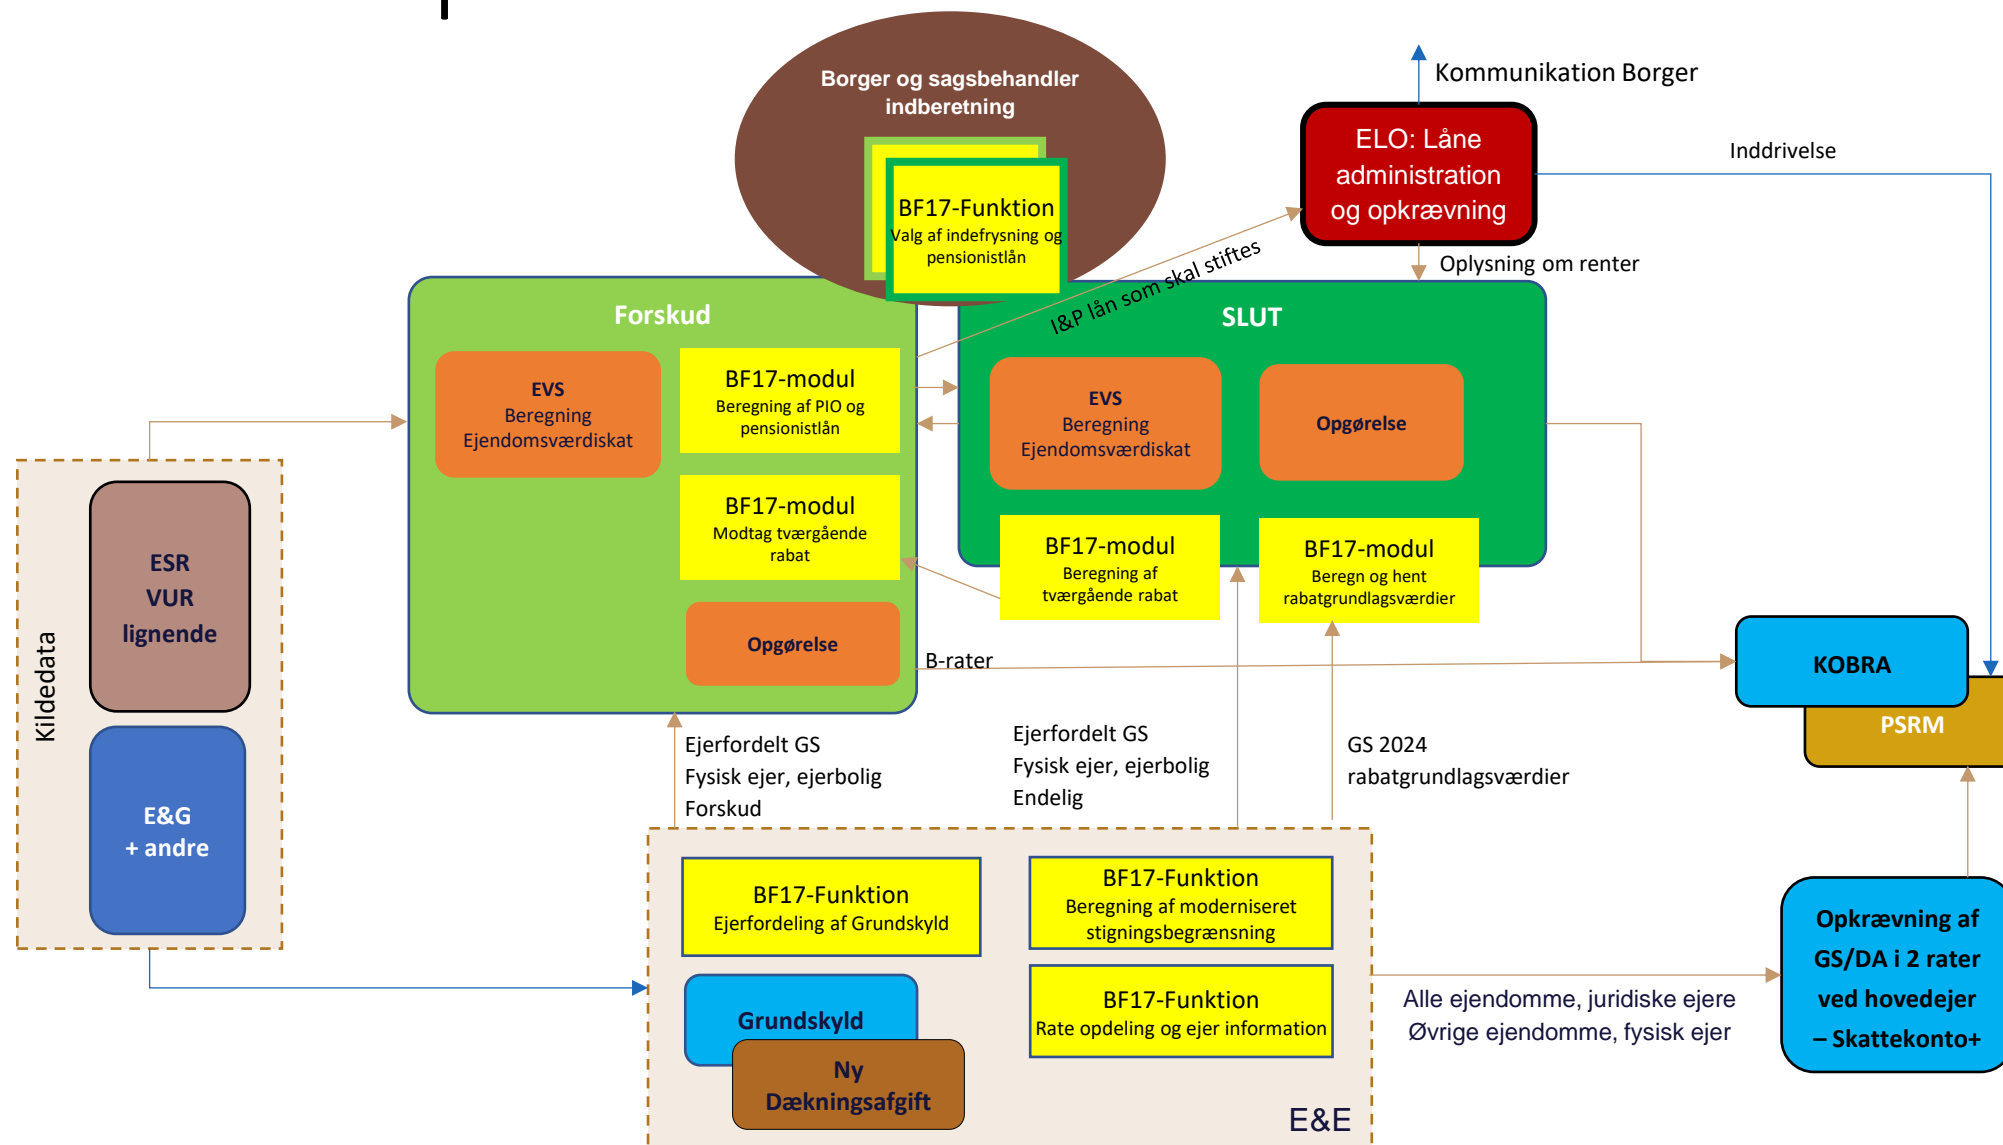 Borger og sagsbehandler
indberetning
BF17-Funktion
Valg af indefrysning og
pensionistlån
Kommunikation Borger
ELO: Låne
administration
og opkrævning
Inddrivelse
Oplysning om renter
I&P lån som skal stiftes
Forskud
EVS
Beregning
Ejendomsværdiskat
BF17-modul
Beregning af PIO og
pensionistlån
BF17-modul
Modtag tværgående
rabat
Opgørelse
SLUT
EVS
Beregning
Ejendomsværdiskat
Opgørelse
BF17-modul
Beregning af
tværgående rabat
BF17-modul
Beregn og hent
rabatgrundlagsværdier
Kildedata
ESR
VUR
lignende
E&G
+ andre
B-rater
KOBRA
PSRM
Ejerfordelt GS
Fysisk ejer, ejerbolig
Forskud
Ejerfordelt GS
Fysisk ejer, ejerbolig
Endelig
GS 2024
rabatgrundlagsværdier
BF17-Funktion
Ejerfordeling af Grundskyld
BF17-Funktion
Beregning af moderniseret
stigningsbegrænsning
Grundskyld
Ny
Dækningsafgift
BF17-Funktion
Rate opdeling og ejer information
E&E
Alle ejendomme, juridiske ejere
Øvrige ejendomme, fysisk ejer
Opkrævning af
GS/DA i 2 rater
ved hovedejer
– Skattekonto+